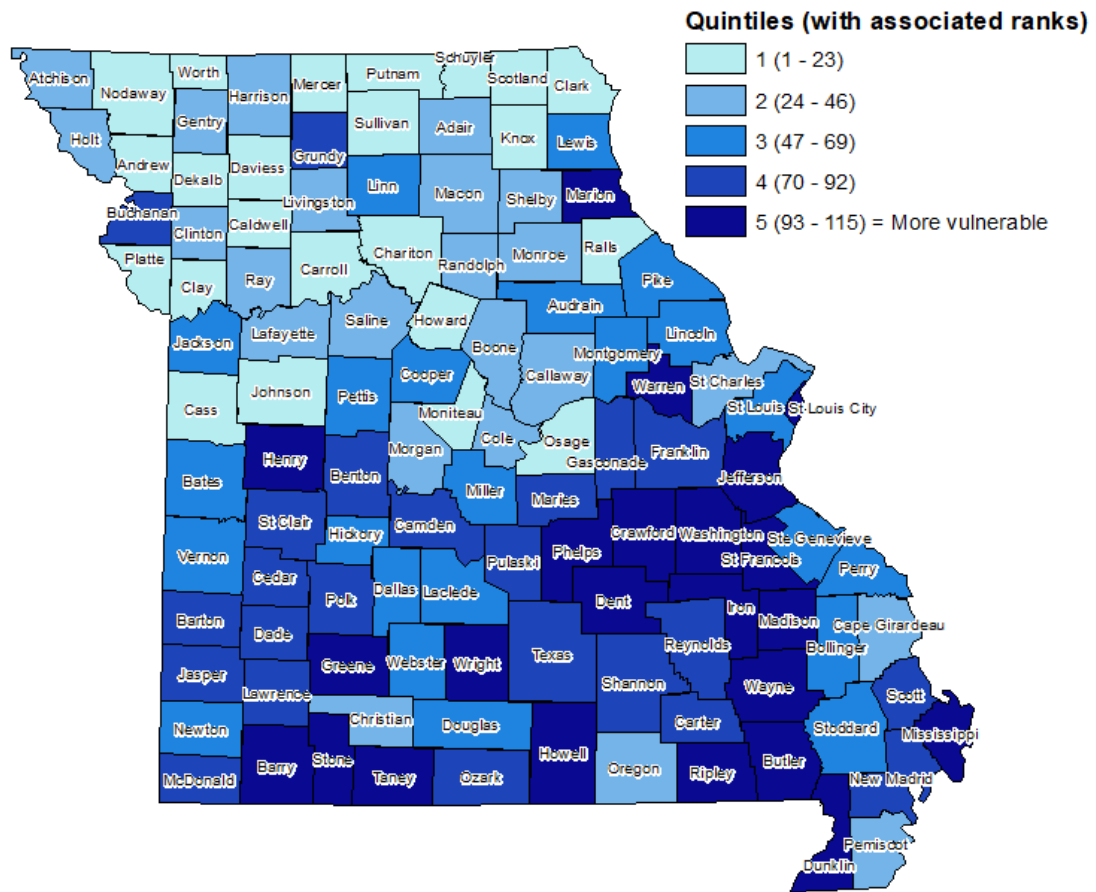 Quintiles (with associated ranks)
1 (1 - 23)
2 (24 - 46)
3 (47 - 69)
4 (70 - 92)
5 (93 - 115) = More vulnerable
Atchison
Nodaway
Worth
Harrison
Mercer
Putnam
Schuyler
Scotland
Clark
Gentry
Sullivan
Adair
Knox
Lewis
Holt
Andrew
Dekalb
Daviess
Grundy
Linn
Macon
Shelby
Marion
Buchanan
Clinton
Caldwell
Livingston
Chariton
Randolph
Monroe
Ralls
Platte
Clay
Ray
Carroll
Pike
Audrain
Jackson
Lafayette
Saline
Howard
Boone
Callaway
Montgomery
Lincoln
Cass
Johnson
Pettis
Cooper
Moniteau
Warren
St Charles
St Louis
St Louis City
Morgan
Cole
Osage
Gasconade
Franklin
Jefferson
Bates
Henry
Benton
Miller
Maries
St Clair
Camden
Vernon
Hickory
Pulaski
Phelps
Crawford
Washington
St Francois
Ste Genevieve
Perry
Cedar
Polk
Dallas
Laclede
Dent
Iron
Madison
Cape Girardeau
Barton
Dade
Greene
Webster
Wright
Texas
Reynolds
Bollinger
Jasper
Lawrence
Shannon
Wayne
Scott
Newton
Christian
Douglas
Howell
Carter
Stoddard
Mississippi
McDonald
Barry
Stone
Taney
Ozark
Oregon
Ripley
Butler
New Madrid
Dunklin
Pemiscot